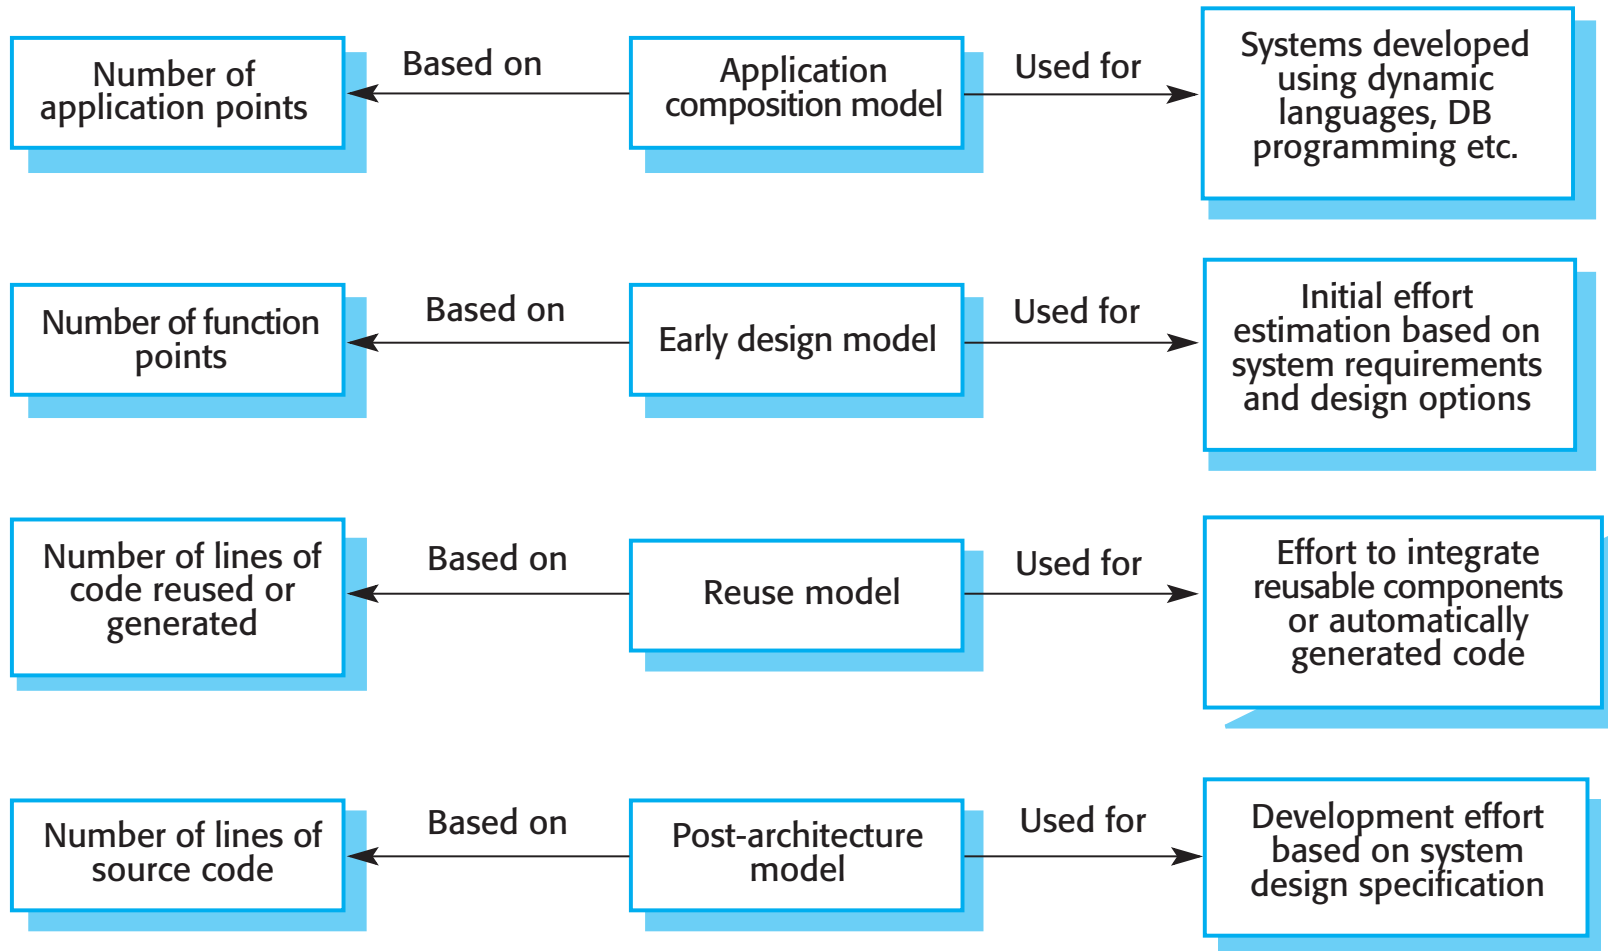 Number of
application points
Based on
Application
composition model
Used for
Systems developed
using dynamic
languages, DB
programming etc.
Number of function
points
Based on
Early design model
Used for
Initial effort
estimation based on
system requirements
and design options
Number of lines of
code reused or
generated
Based on
Reuse model
Used for
Effort to integrate
reusable components
or automatically
generated code
Number of lines of
source code
Based on
Post-architecture
model
Used for
Development effort
based on system
design specification